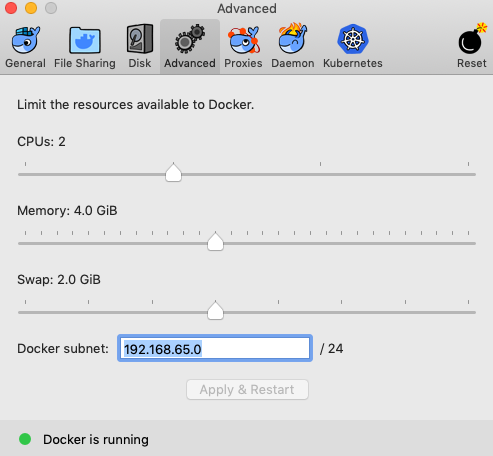 Advanced
General File Sharing Disk Advanced Proxies Daemon Kubernetes Reset
Limit the resources available to Docker.
CPUs: 2
Memory: 4.0 GiB
Swap: 2.0 GiB
Docker subnet: 192.168.65.0 / 24
Apply & Restart
Docker is running